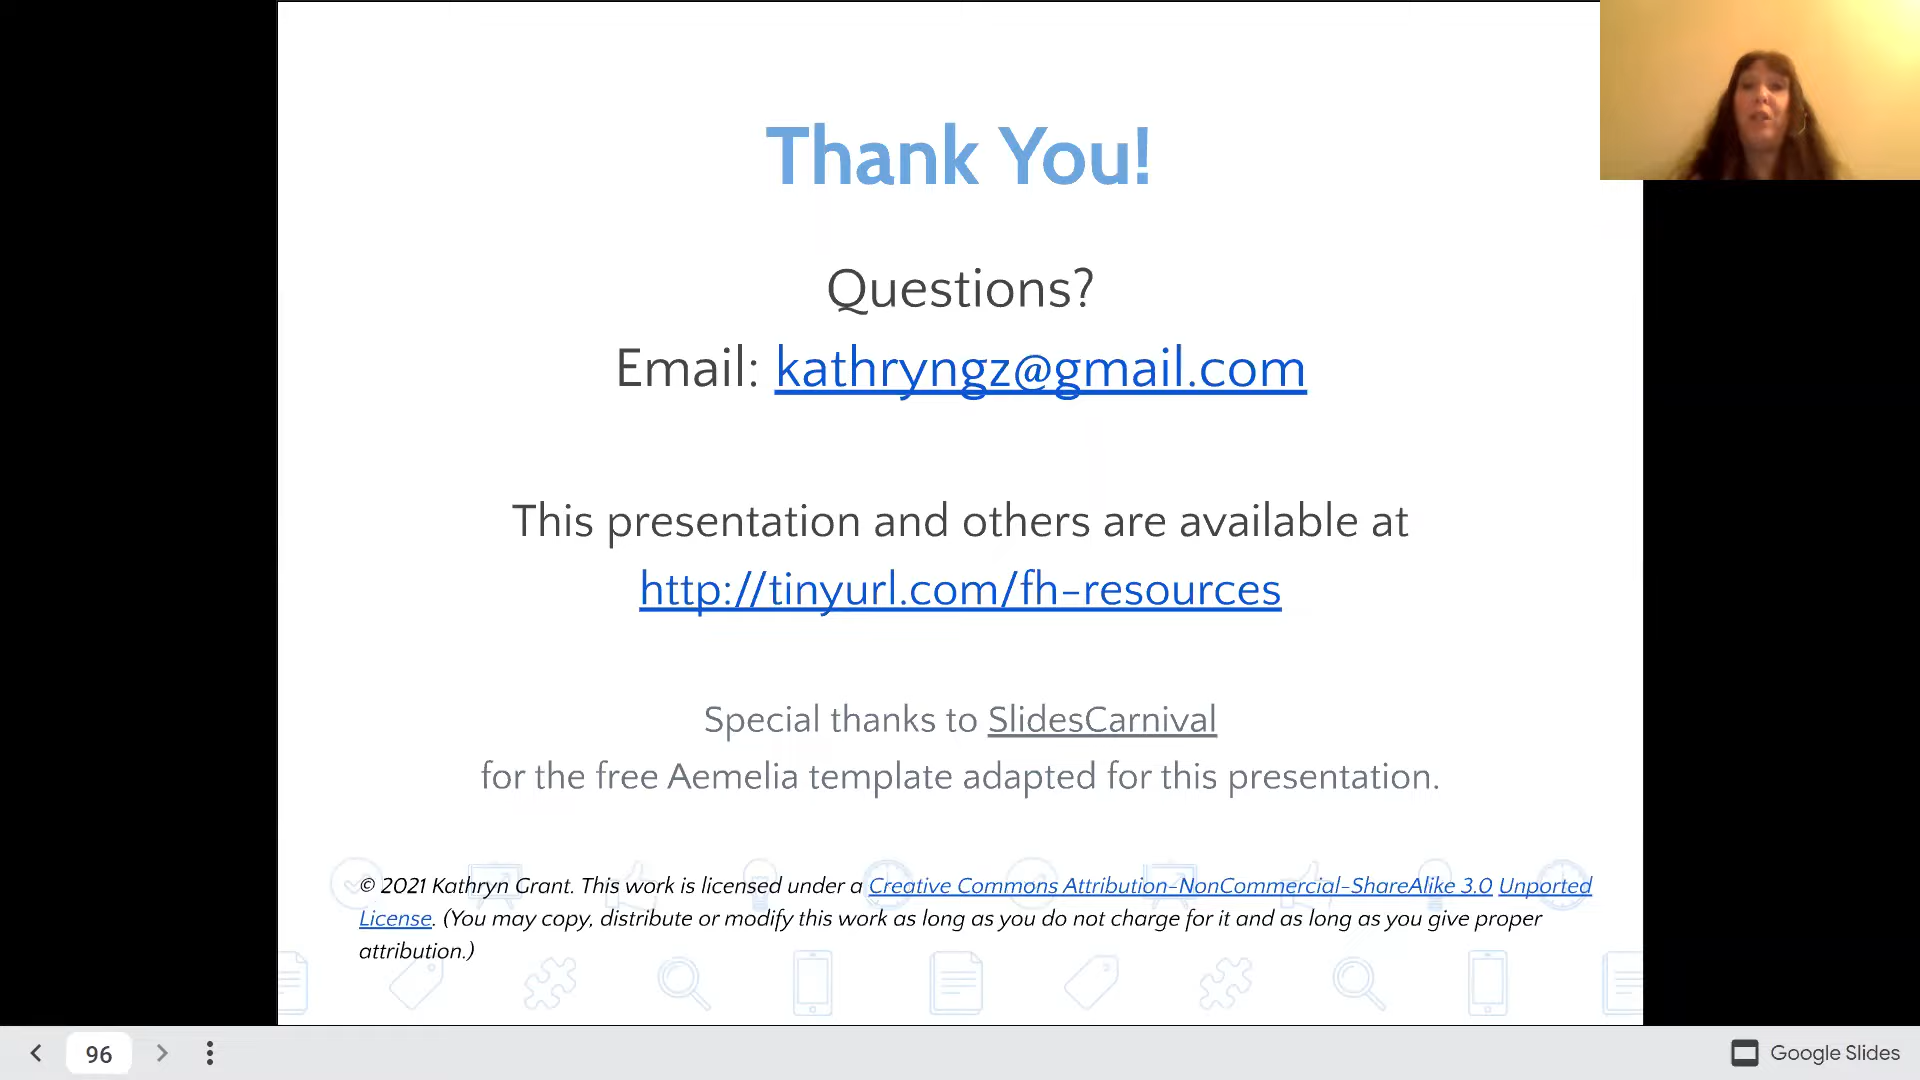 Thank You!
Questions?
Email: kathryngz@gmail.com
This presentation and others are available at
http://tinyurl.com/fh-resources
Special thanks to SlidesCarnival
for the free Aemelia template adapted for this presentation.
© 2021 Kathryn Grant. This work is licensed under a Creative Commons Attribution-NonCommercial-ShareAlike 3.0 Unported
License. (You may copy, distribute or modify this work as long as you do not charge for it and as long as you give proper
attribution.)
96
Google Slides